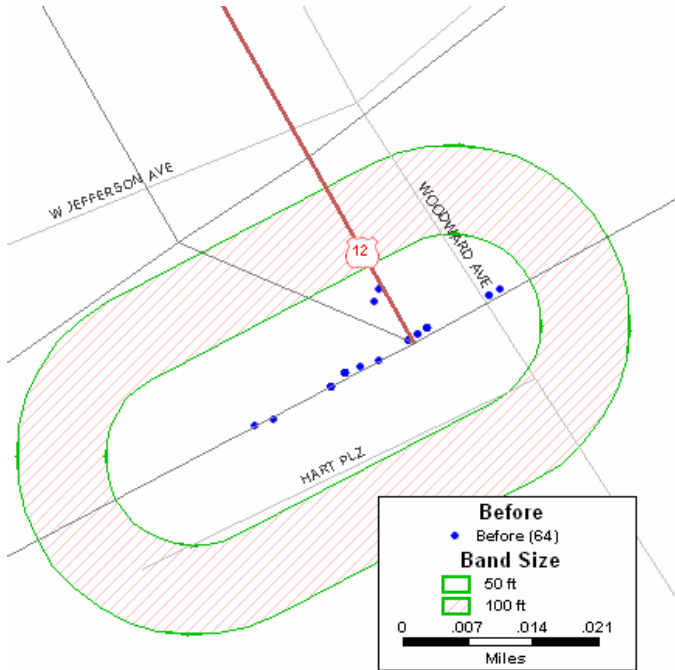 W JEFFERSON AVE
WOODWARD AVE
12
HART PLZ
Before
Before (64)
Band Size
50 ft
100 ft
0 .007 .014 .021
Miles